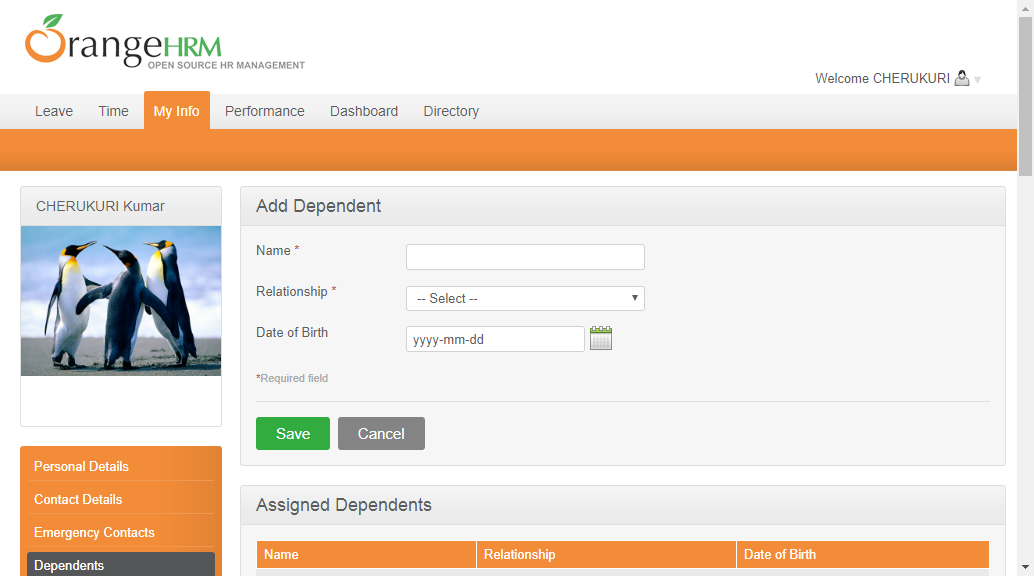 OrangeHRM
OPEN SOURCE HR MANAGEMENT
Welcome CHERUKURI
Leave Time My Info Performance Dashboard Directory
CHERUKURI Kumar
Add Dependent
Name *
Relationship * -- Select --
Date of Birth yyyy-mm-dd
*Required field
Save Cancel
Personal Details
Contact Details
Emergency Contacts
Dependents
Assigned Dependents
Name Relationship Date of Birth